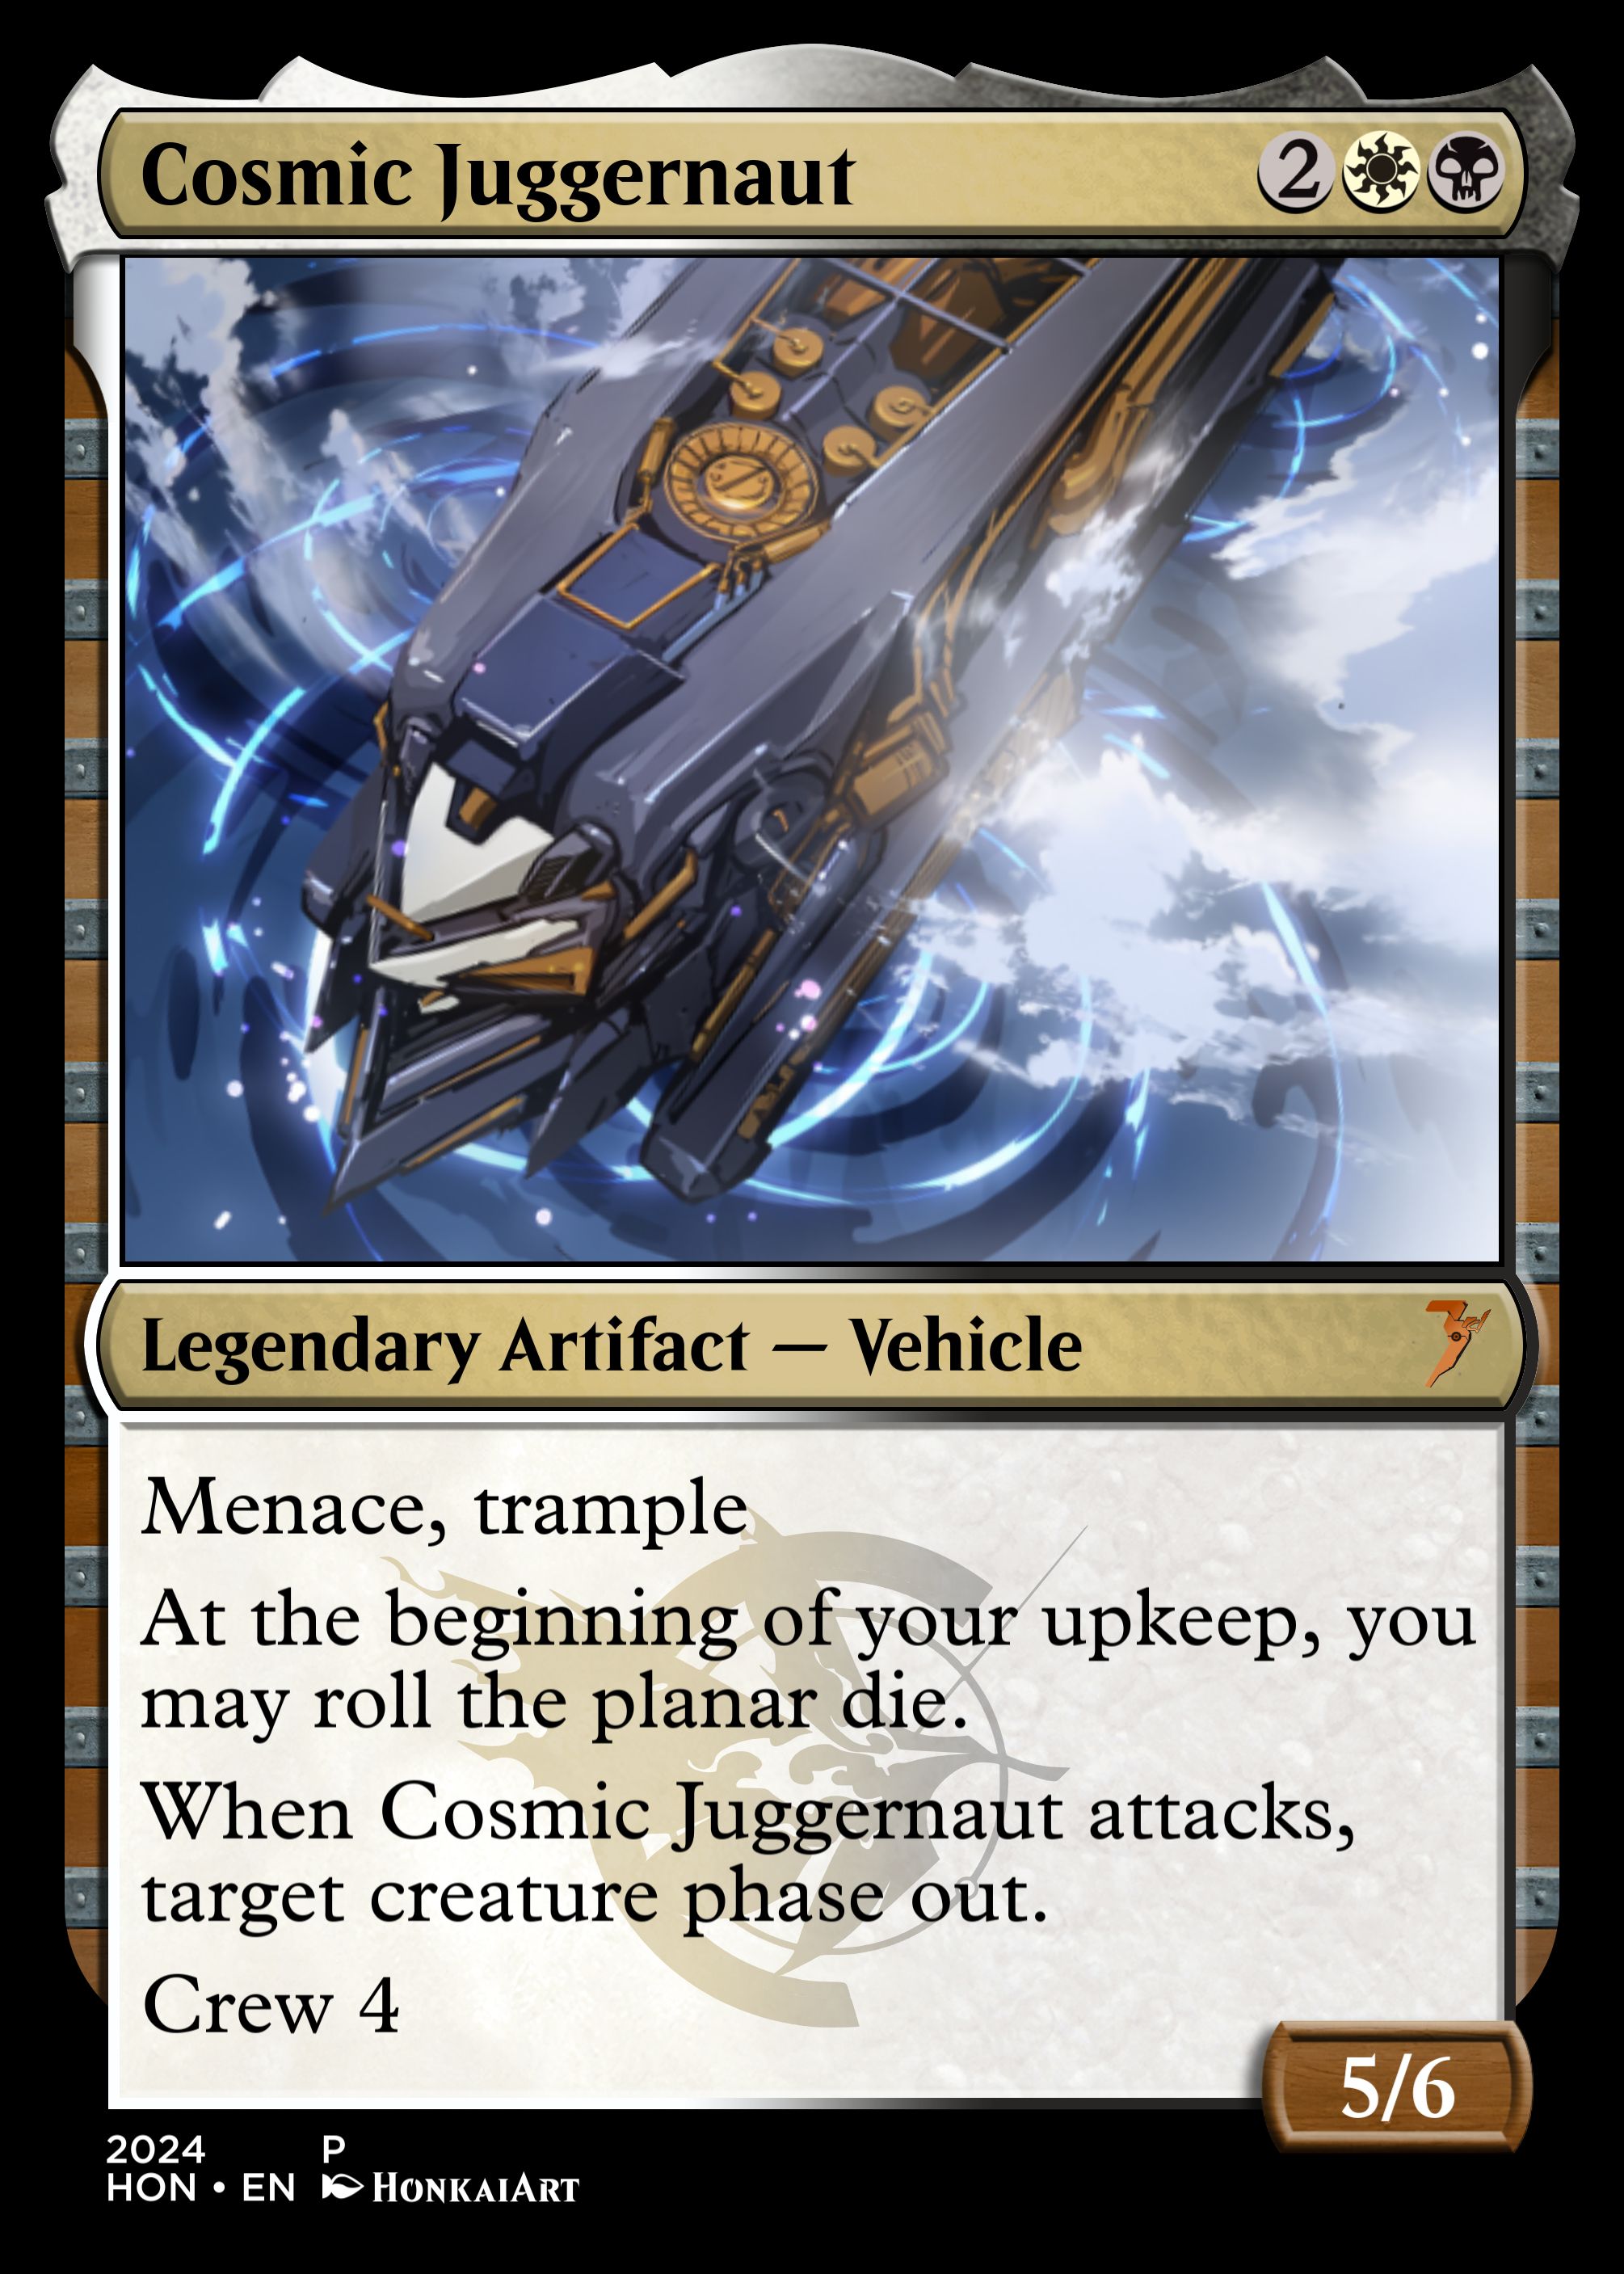 Cosmic Juggernaut 2
Legendary Artifact — Vehicle
Menace, trample
At the beginning of your upkeep, you
may roll the planar die.
When Cosmic Juggernaut attacks,
target creature phase out.
Crew 4
5/6
2024 P
HON • EN HonkaiArt